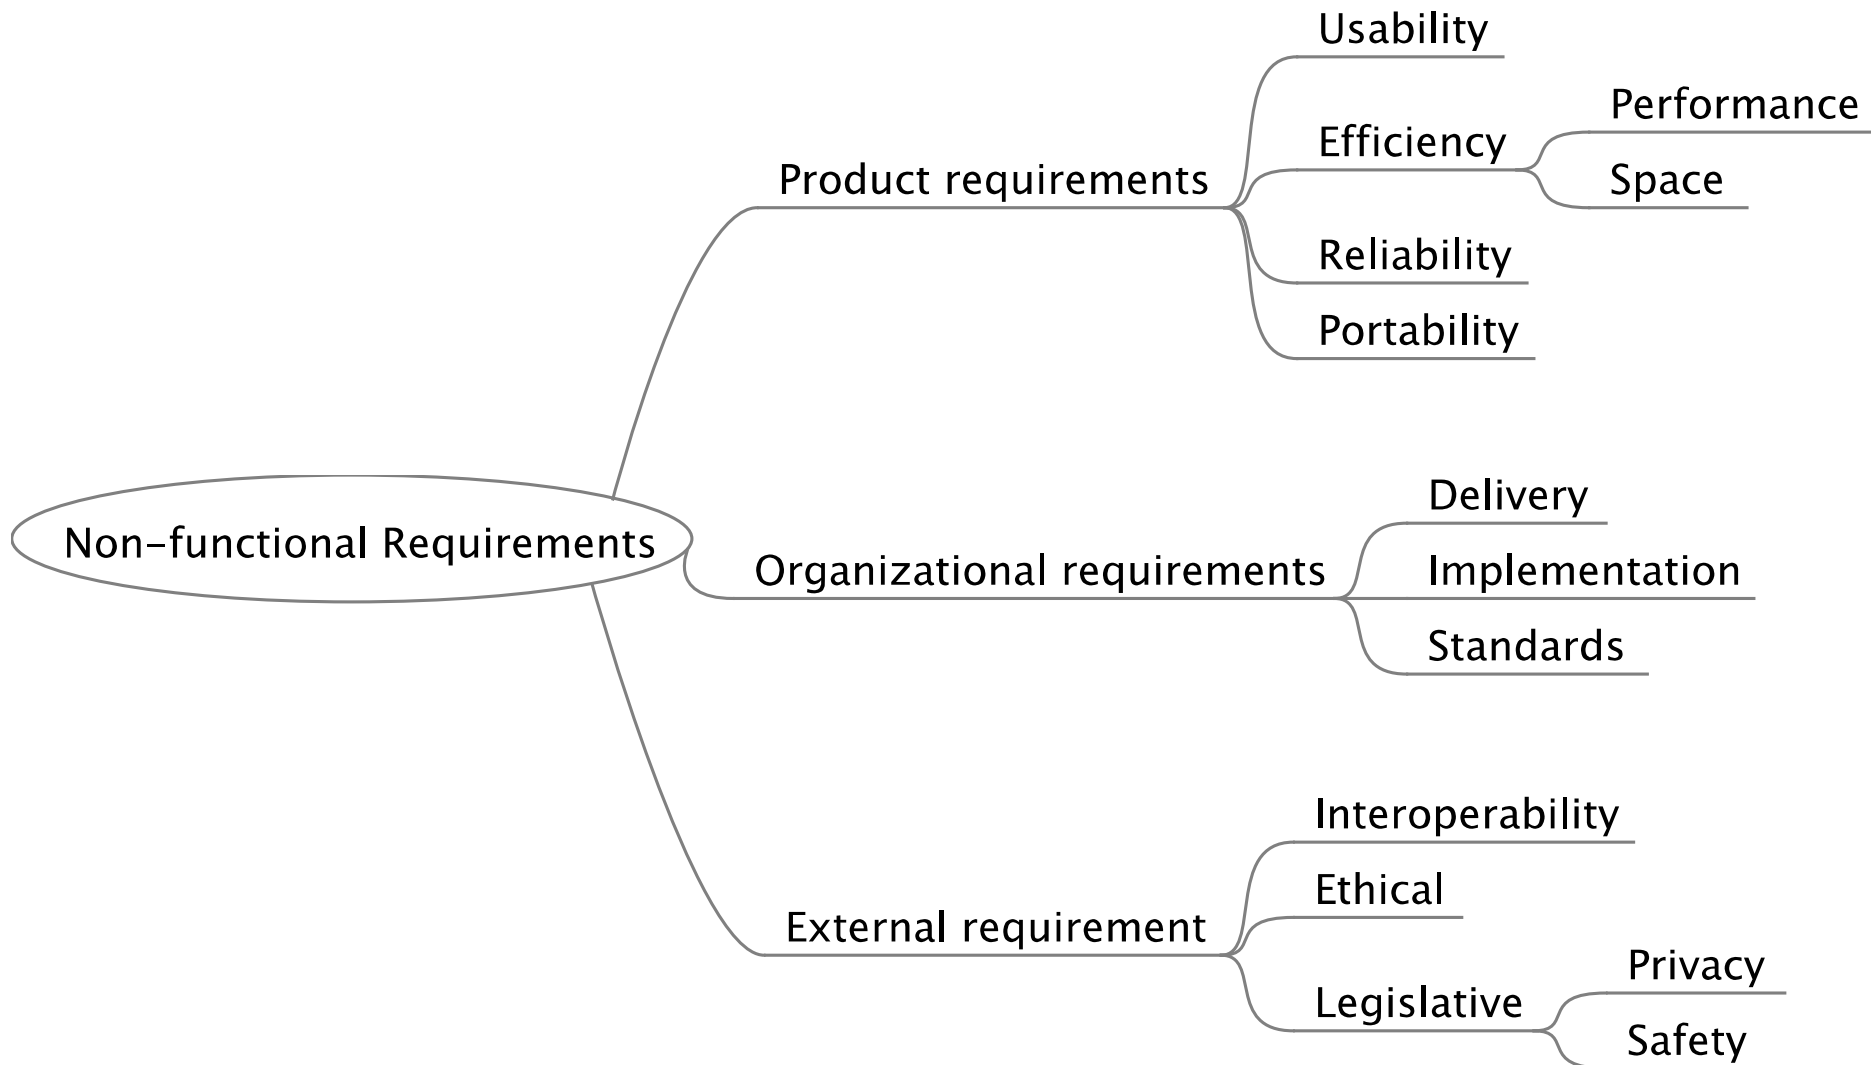 Usability
Performance
Efficiency
Space
Product requirements
Reliability
Portability
Non-functional Requirements
Delivery
Organizational requirements
Implementation
Standards
Interoperability
Ethical
External requirement
Privacy
Legislative
Safety